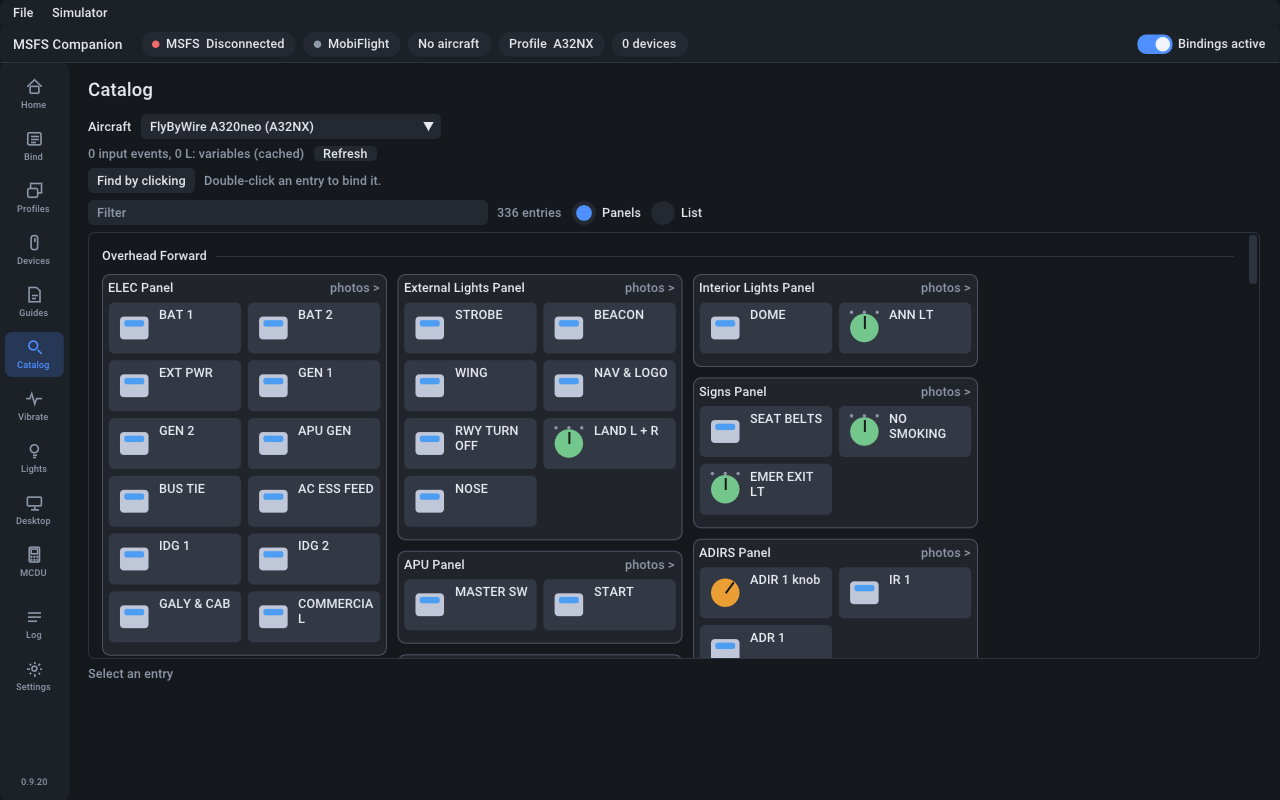 File Simulator
MSFS Companion MSFS Disconnected MobiFlight No aircraft Profile A32NX 0 devices Bindings active
Home
Bind
Profiles
Devices
Guides
Catalog
Vibrate
Lights
Desktop
MCDU
Log
Settings
0.9.20
Catalog
Aircraft FlyByWire A320neo (A32NX)
0 input events, 0 L: variables (cached) Refresh
Find by clicking Double-click an entry to bind it.
Filter 336 entries Panels List
Overhead Forward
ELEC Panel photos >
BAT 1 BAT 2
EXT PWR GEN 1
GEN 2 APU GEN
BUS TIE AC ESS FEED
IDG 1 IDG 2
GALY & CAB COMMERCIA
L
External Lights Panel photos >
STROBE BEACON
WING NAV & LOGO
RWY TURN
OFF LAND L + R
NOSE
APU Panel photos >
MASTER SW START
Interior Lights Panel photos >
DOME ANN LT
Signs Panel photos >
SEAT BELTS NO
SMOKING
EMER EXIT
LT
ADIRS Panel photos >
ADIR 1 knob IR 1
ADR 1
Select an entry